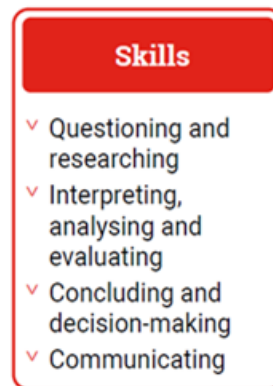 Skills
Questioning and
researching
Interpreting,
analysing and
evaluating
Concluding and
decision-making
Communicating